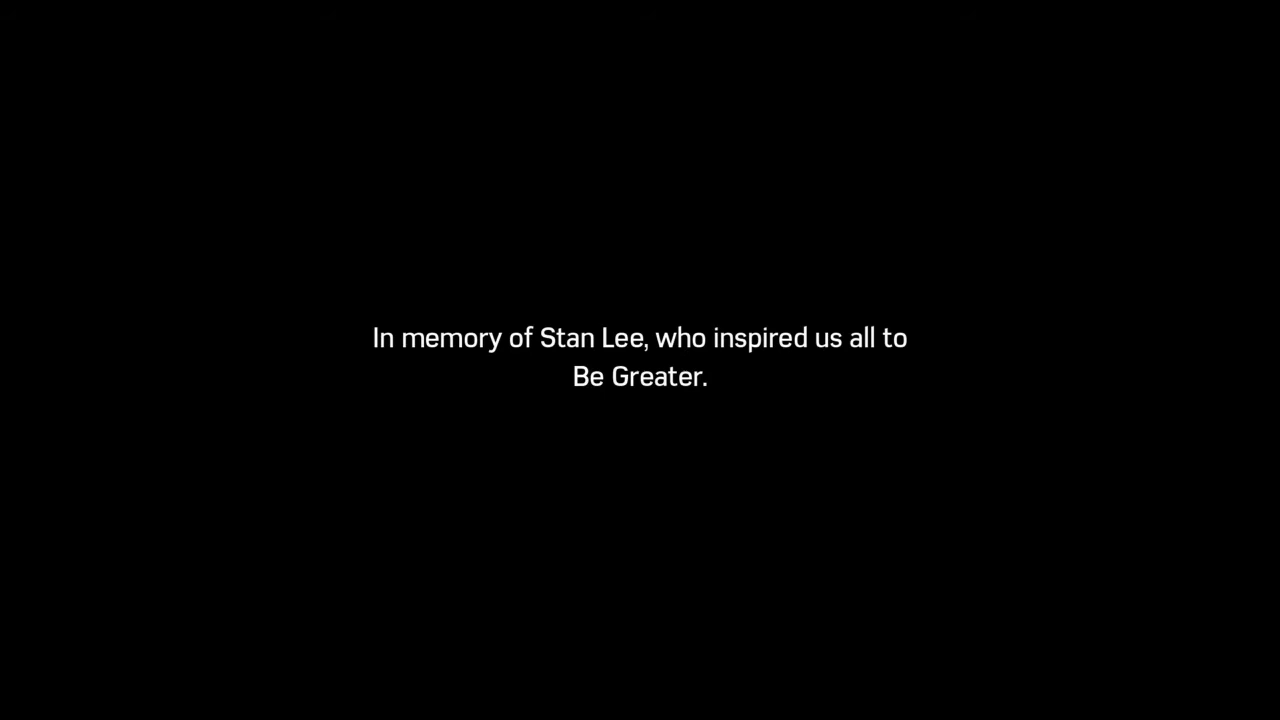 In memory of Stan Lee, who inspired us all to
Be Greater.